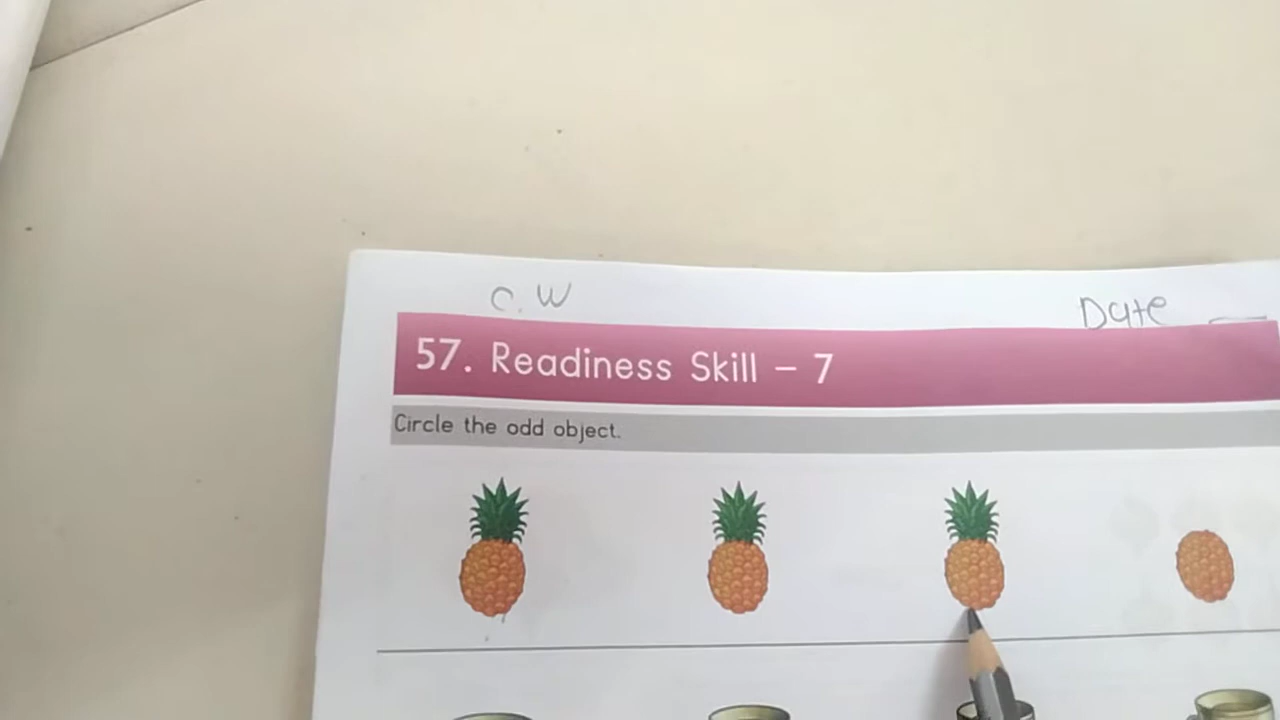 C.W
Date
57. Readiness Skill – 7
Circle the odd object.